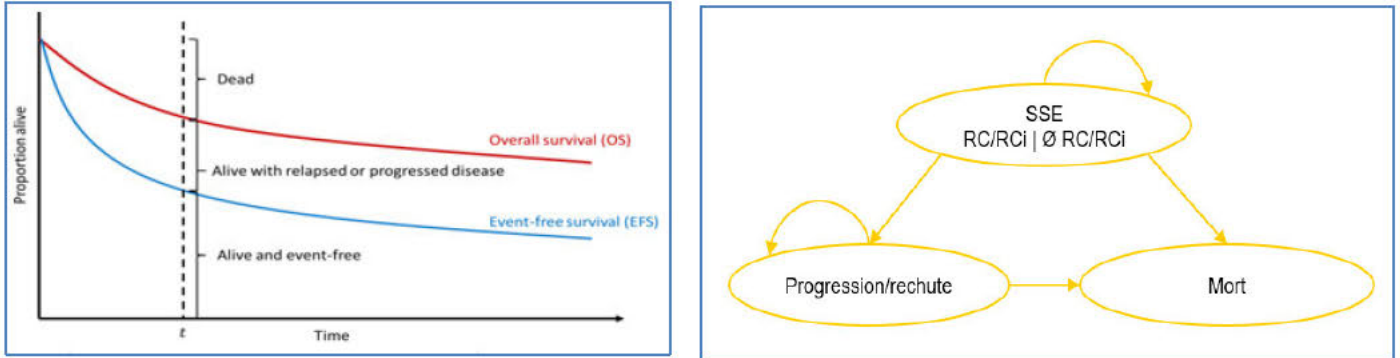 Proportion alive
Dead
Overall survival (OS)
Alive with relapsed or progressed disease
Event-free survival (EFS)
Alive and event-free
t
Time
SSE
RC/RCi | Ø RC/RCi
Progression/rechute
Mort